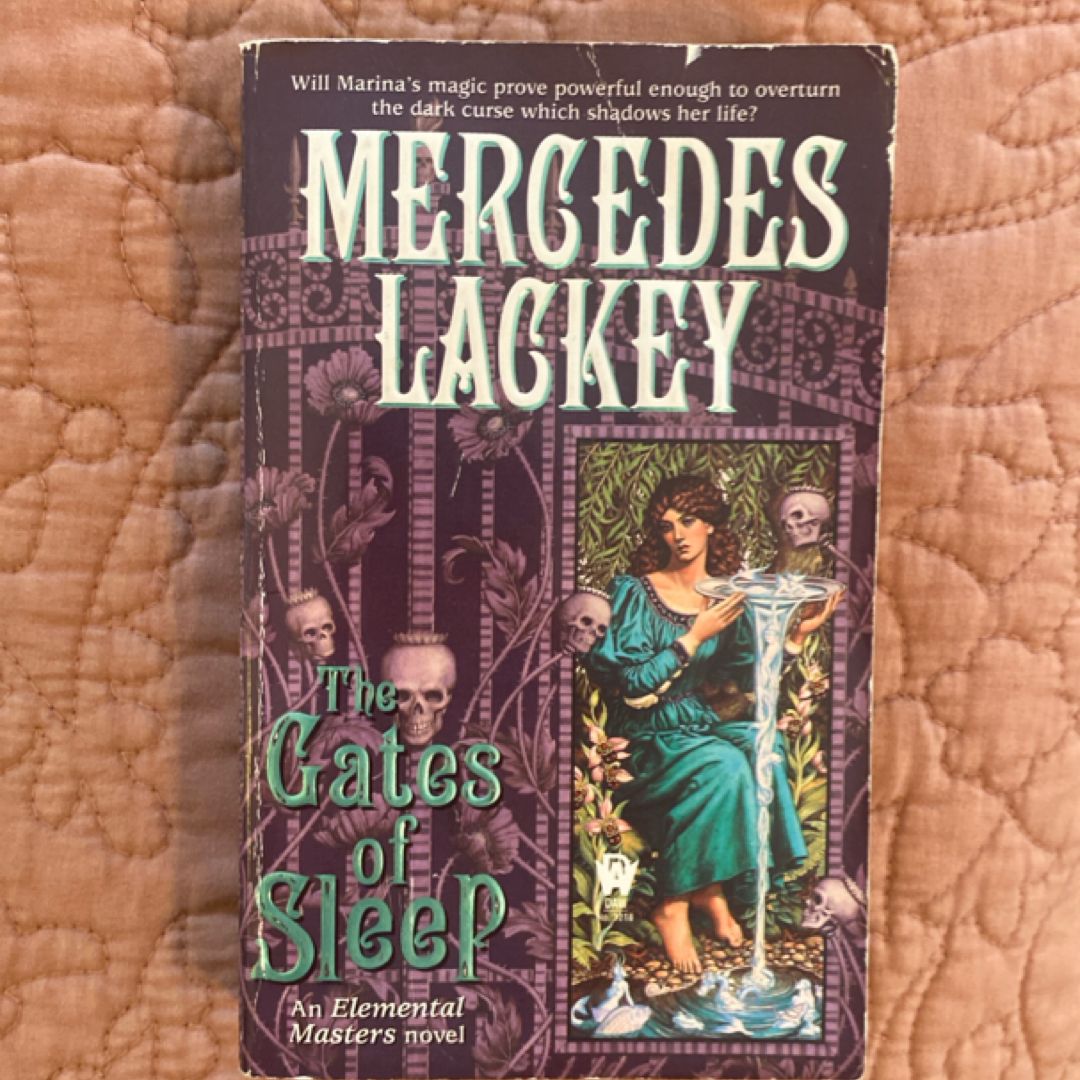 Will Marina's magic prove powerful enough to overturn
the dark curse which shadows her life?
MERCEDES
LACKEY
The
Gates
of
Sleep
An Elemental
Masters novel
DAW